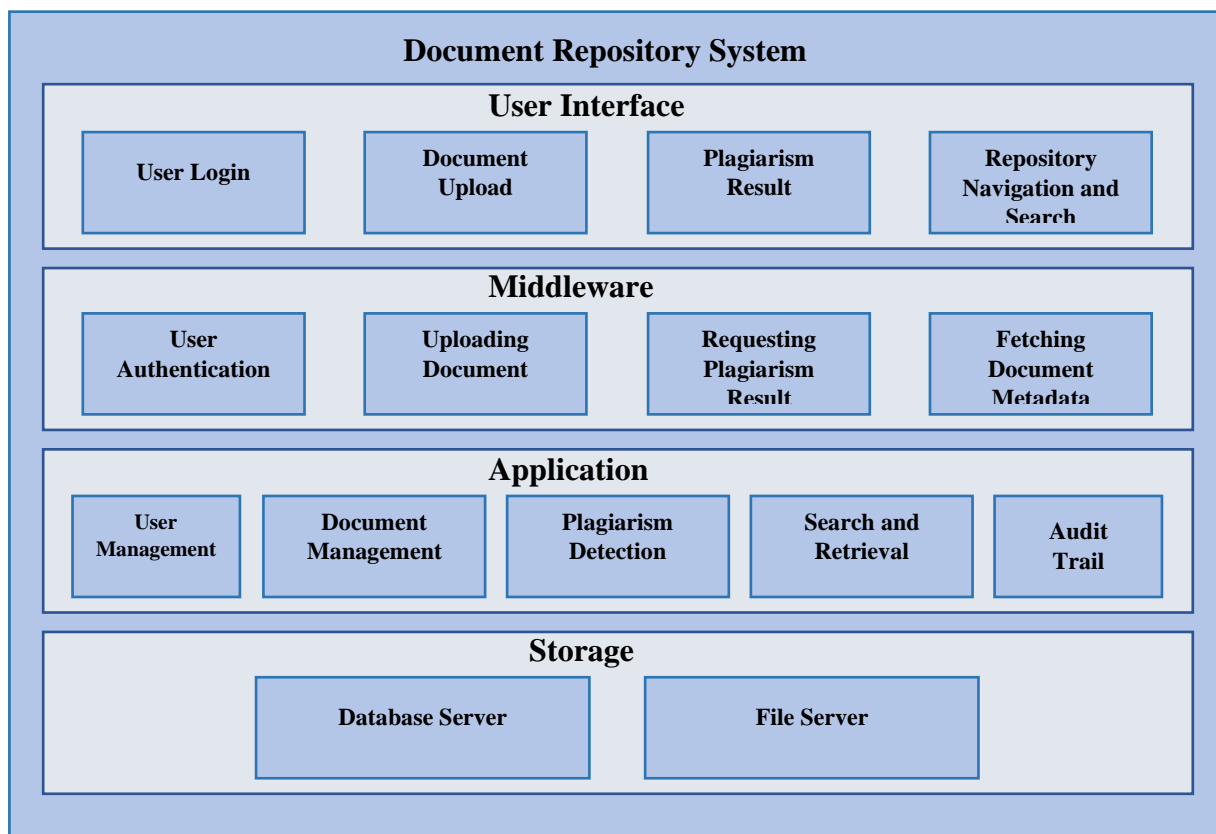 Document Repository System
User Interface
User Login
Document
Upload
Plagiarism
Result
Repository
Navigation and
Search
Middleware
User
Authentication
Uploading
Document
Requesting
Plagiarism
Result
Fetching
Document
Metadata
Application
User
Management
Document
Management
Plagiarism
Detection
Search and
Retrieval
Audit
Trail
Storage
Database Server
File Server